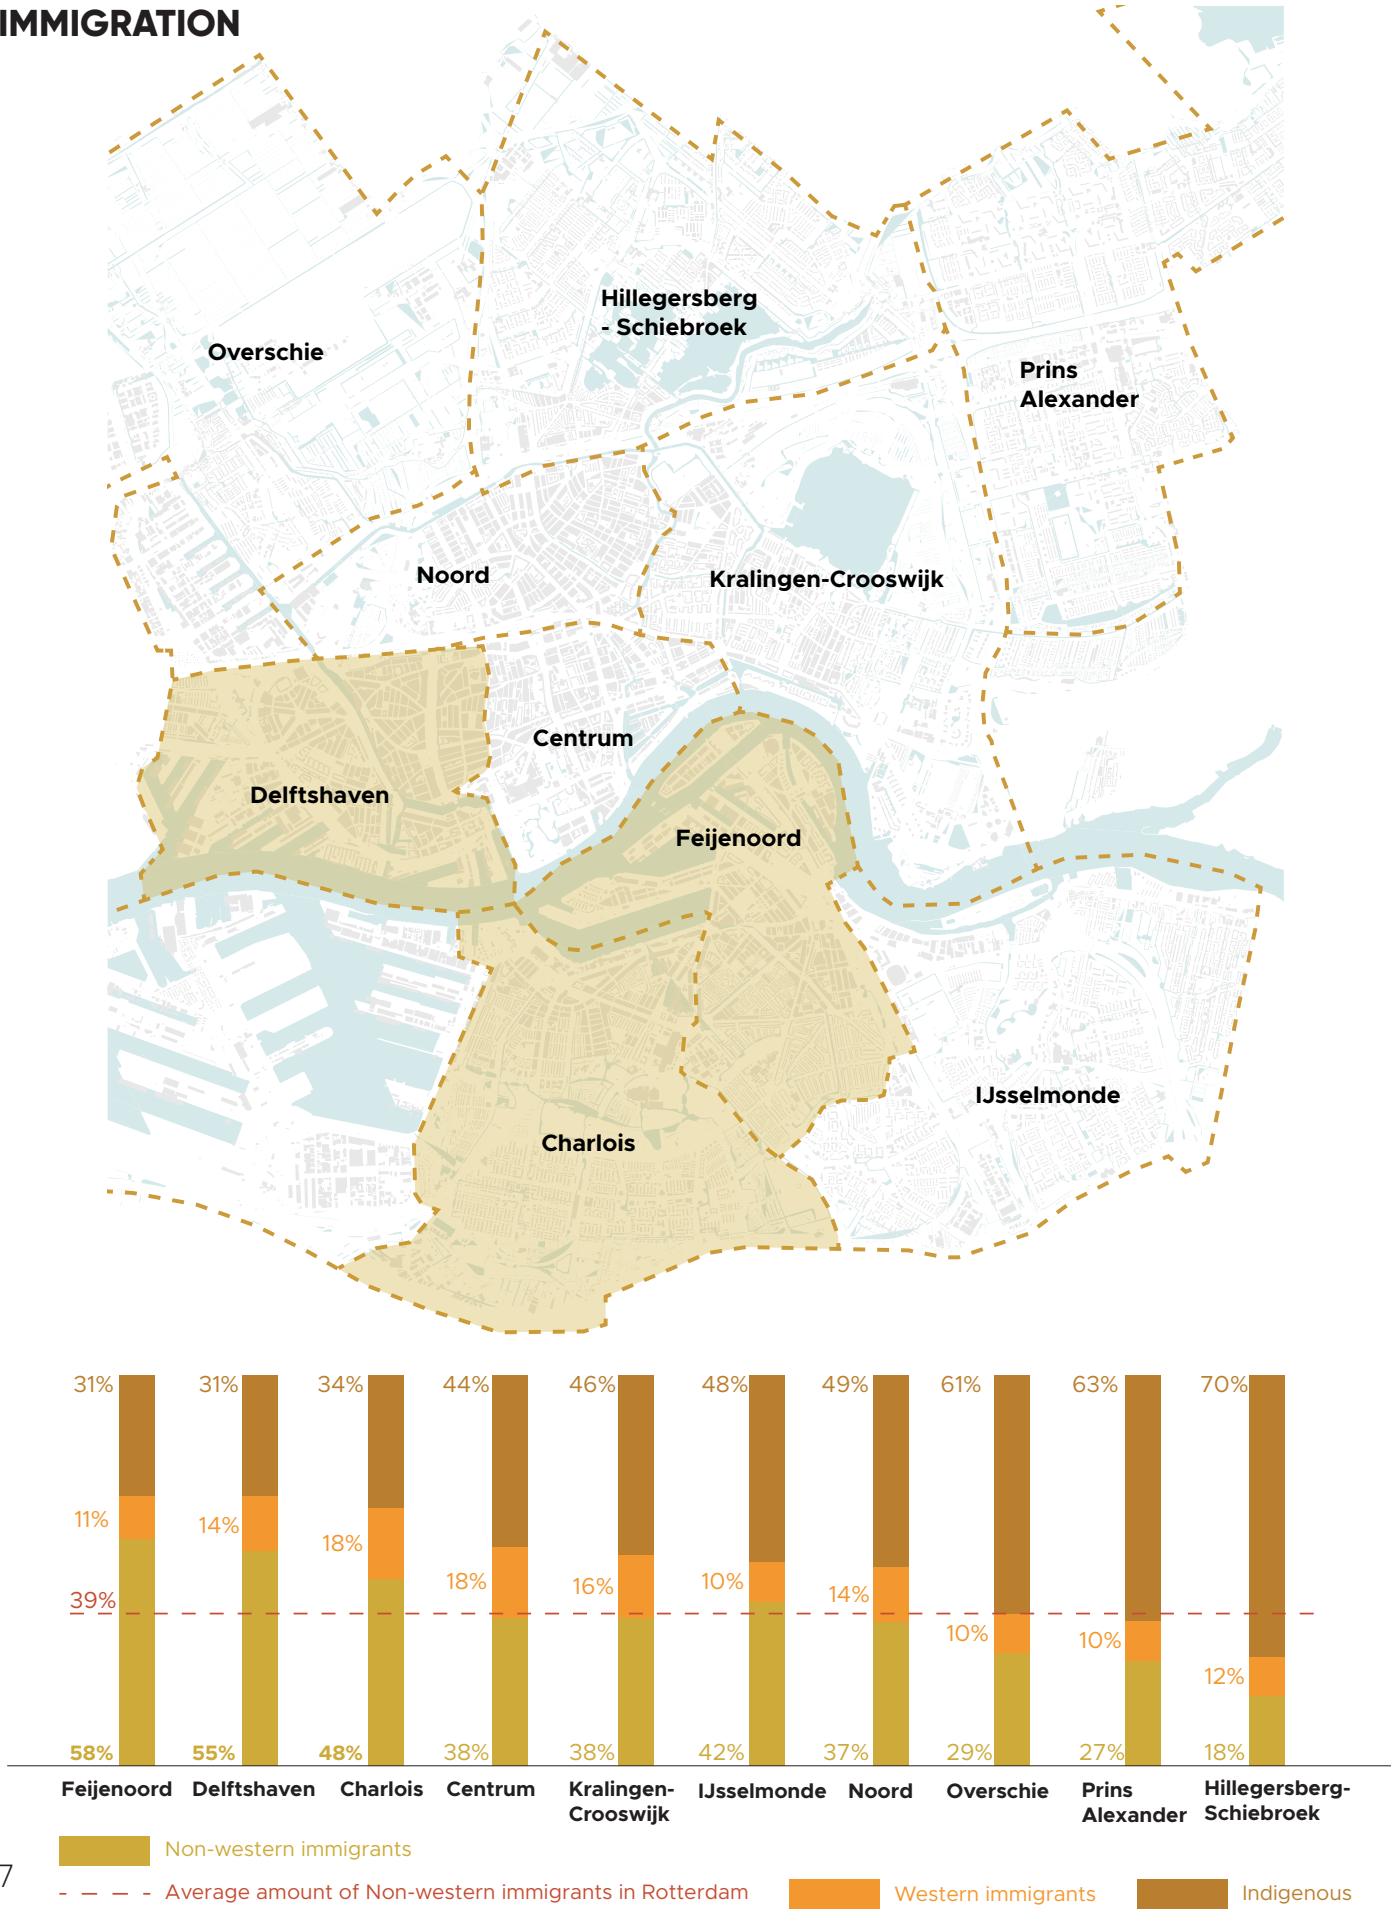 IMMIGRATION
Hillegersberg
- Schiebroek
Overschie
Prins
Alexander
Noord
Kralingen-Crooswijk
Centrum
Delftshaven
Feijenoord
IJsselmonde
Charlois
31% 31% 34% 44% 46% 48% 49% 61% 63% 70%
11% 14% 18% 18% 16% 10% 14% 10% 10% 12%
39%
58% 55% 48% 38% 38% 42% 37% 29% 27% 18%
Feijenoord Delftshaven Charlois Centrum Kralingen- IJsselmonde Noord Overschie Prins Hillegersberg-
Crooswijk Alexander Schiebroek
Non-western immigrants
7
Average amount of Non-western immigrants in Rotterdam Western immigrants Indigenous